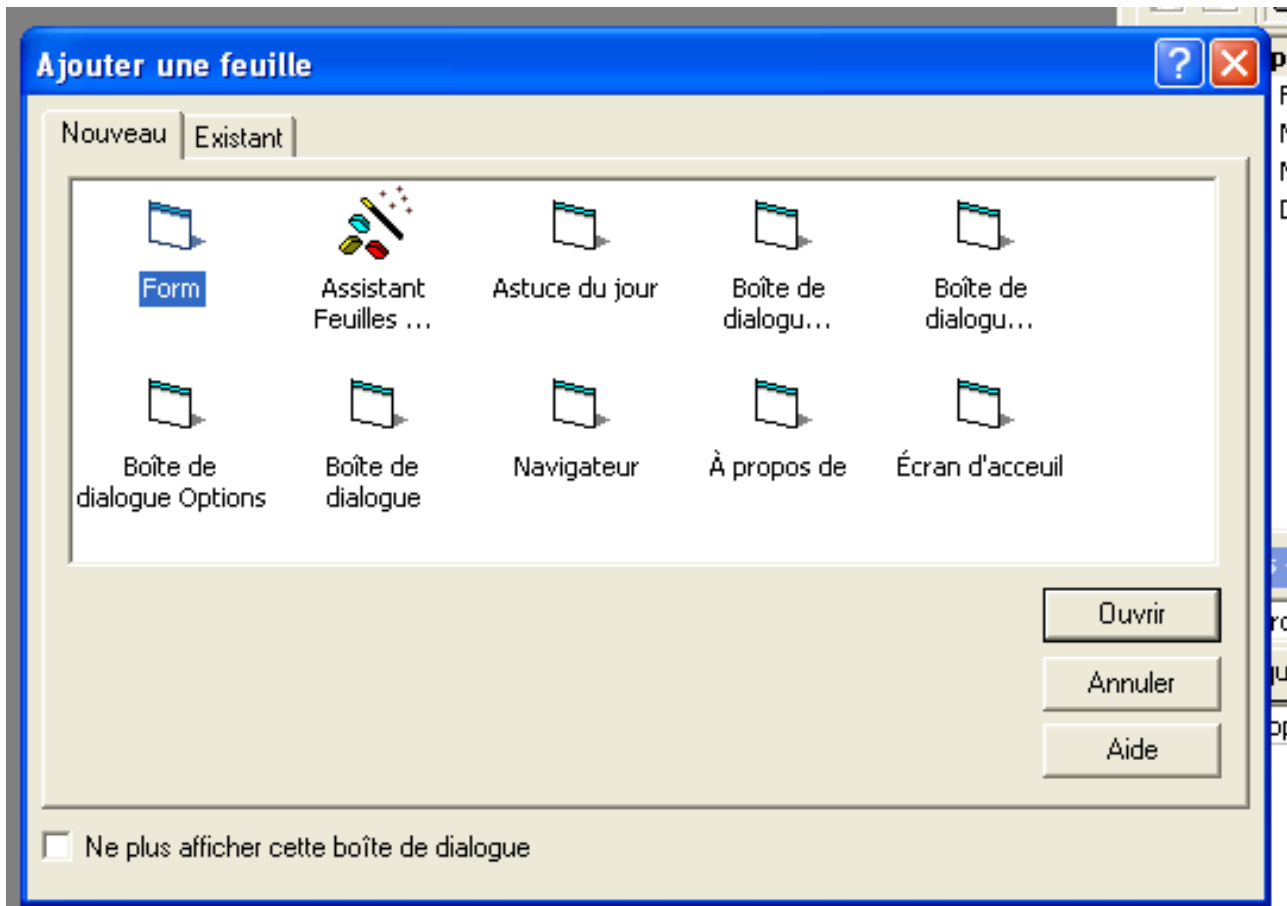 Ajouter une feuille
Nouveau
Existant
Form
Assistant
Feuilles ...
Astuce du jour
Boîte de
dialogu...
Boîte de
dialogu...
Boîte de
dialogue Options
Boîte de
dialogue
Navigateur
À propos de
Écran d'acceuil
Ouvrir
Annuler
Aide
Ne plus afficher cette boîte de dialogue